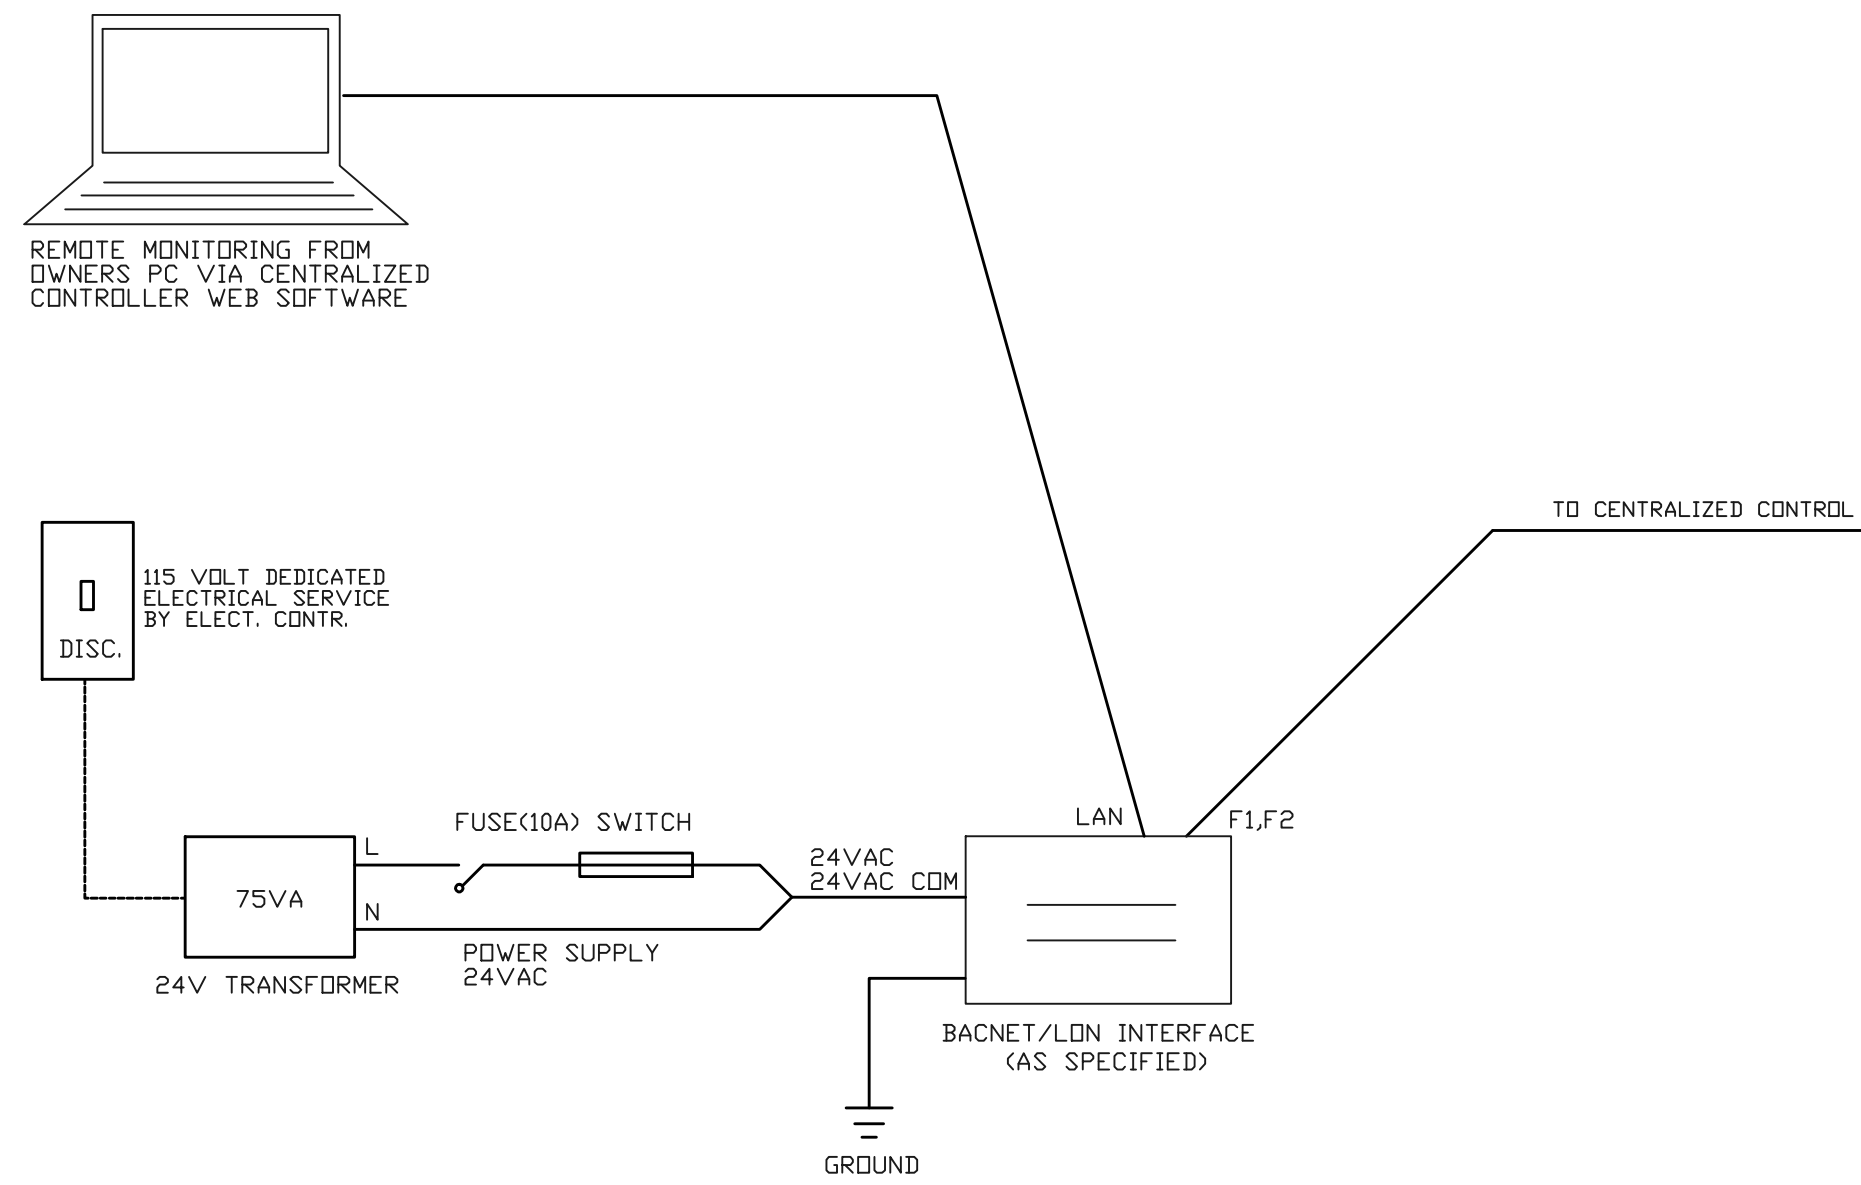 REMOTE MONITORING FROM
OWNERS PC VIA CENTRALIZED
CONTROLLER WEB SOFTWARE
TO CENTRALIZED CONTROL
115 VOLT DEDICATED
ELECTRICAL SERVICE
BY ELECT. CONTR.
DISC.
FUSE(10A) SWITCH
LAN
F1,F2
L
24VAC
24VAC COM
75VA
N
POWER SUPPLY
24VAC
24V TRANSFORMER
BACNET/LON INTERFACE
(AS SPECIFIED)
GROUND